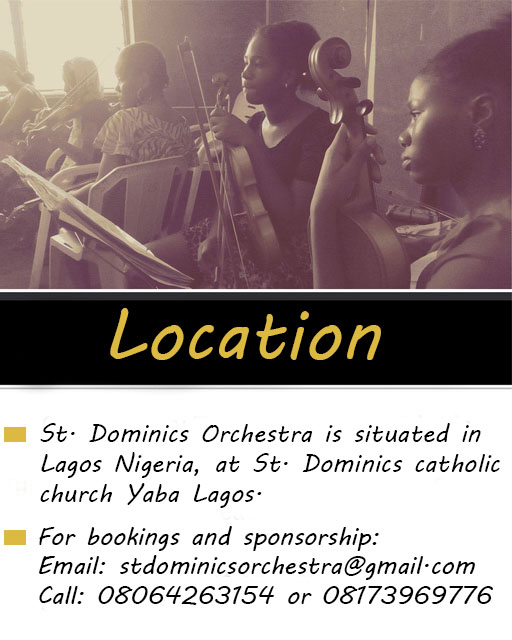 Location
St. Dominics Orchestra is situated in
Lagos Nigeria, at St. Dominics catholic
church Yaba Lagos.
For bookings and sponsorship:
Email: stdominicsorchestra@gmail.com
Call: 08064263154 or 08173969776